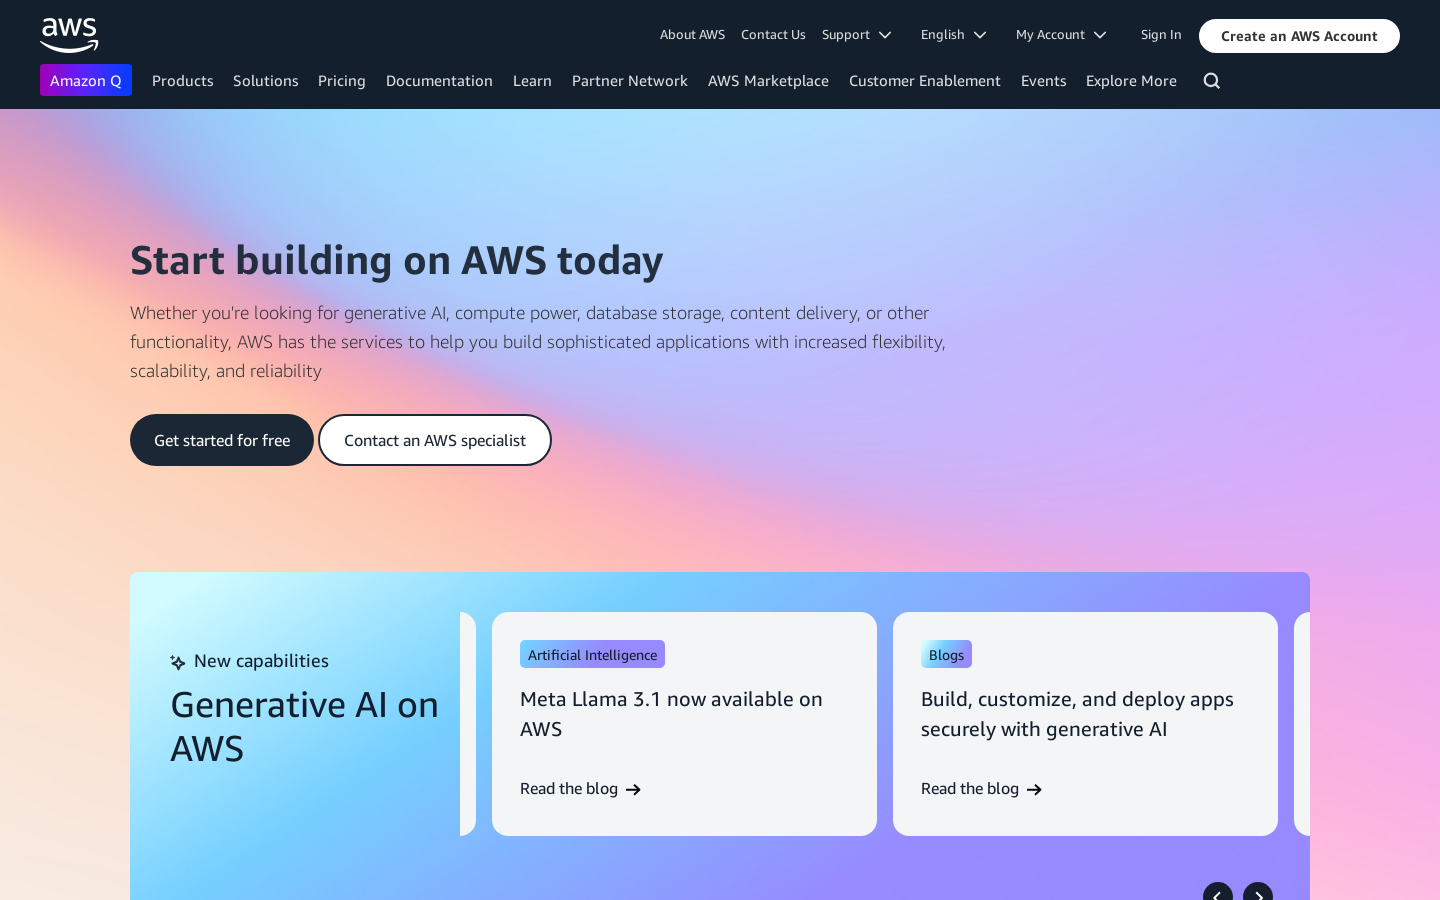 aws
About AWS
Contact Us
Support
English
My Account
Sign In
Create an AWS Account
Amazon Q
Products
Solutions
Pricing
Documentation
Learn
Partner Network
AWS Marketplace
Customer Enablement
Events
Explore More
Start building on AWS today
Whether you're looking for generative AI, compute power, database storage, content delivery, or other
functionality, AWS has the services to help you build sophisticated applications with increased flexibility,
scalability, and reliability
Get started for free
Contact an AWS specialist
New capabilities
Generative AI on
AWS
Artificial Intelligence
Meta Llama 3.1 now available on
AWS
Read the blog
Blogs
Build, customize, and deploy apps
securely with generative AI
Read the blog